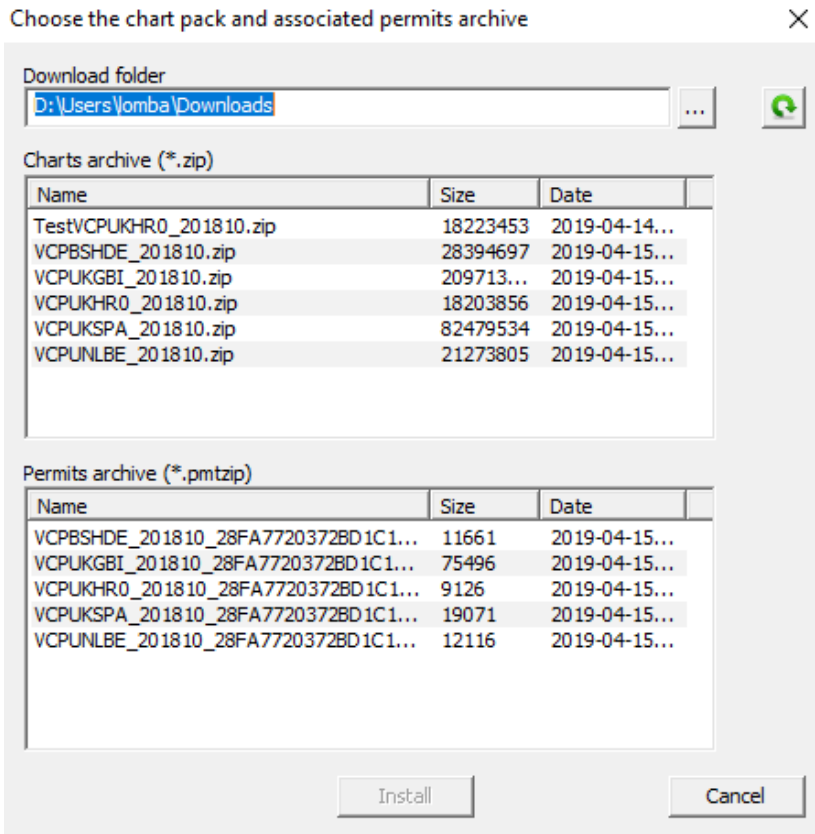 Choose the chart pack and associated permits archive
Download folder
D:\Users\lomba\Downloads
...
Charts archive (*.zip)
Name Size Date
TestVCPUKHR0_201810.zip 18223453 2019-04-14...
VCPBSHDE_201810.zip 28394697 2019-04-15...
VCPUKGBI_201810.zip 209713... 2019-04-15...
VCPUKHR0_201810.zip 18203856 2019-04-15...
VCPUKSPA_201810.zip 82479534 2019-04-15...
VCPUNLBE_201810.zip 21273805 2019-04-15...
Permits archive (*.pmtzip)
Name Size Date
VCPBSHDE_201810_28FA7720372BD1C1... 11661 2019-04-15...
VCPUKGBI_201810_28FA7720372BD1C1... 75496 2019-04-15...
VCPUKHR0_201810_28FA7720372BD1C1... 9126 2019-04-15...
VCPUKSPA_201810_28FA7720372BD1C1... 19071 2019-04-15...
VCPUNLBE_201810_28FA7720372BD1C1... 12116 2019-04-15...
Install Cancel